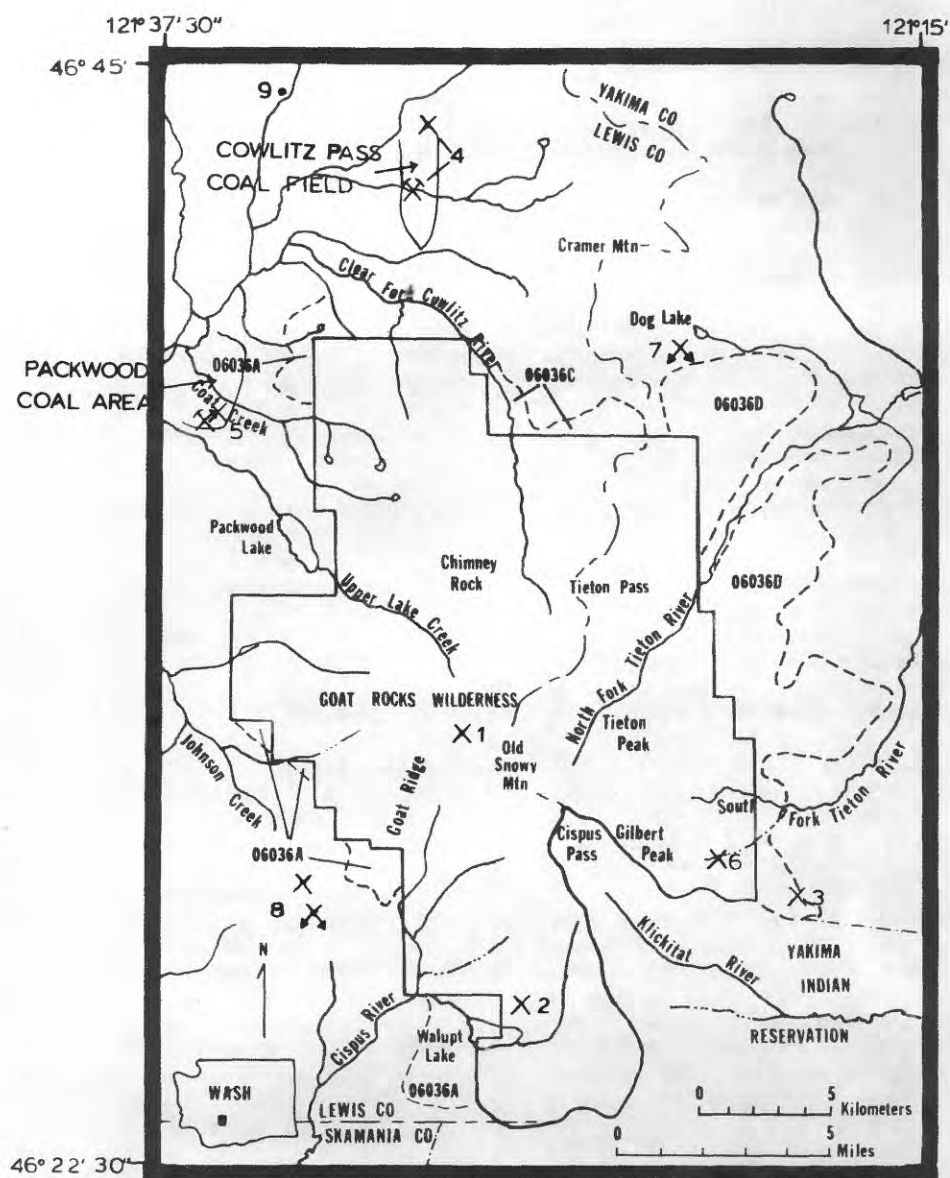 121° 37' 30"
121° 15'
46° 45'
9
YAKIMA CO
LEWIS CO
COWLITZ PASS
COAL FIELD
4
Cramer Mtn
Clear Fork Cowlitz River
Dog Lake
7
06036A
PACKWOOD
COAL AREA
Coal Creek
5
06036C
06036D
Packwood
Lake
Chimney
Rock
Tieton Pass
06036D
Upper Lake Creek
North Fork Tieton River
GOAT ROCKS WILDERNESS
1
Tieton
Peak
Old
Snowy
Mtn
Johnson
Creek
Goat Ridge
South Fork Tieton River
Cispus
Pass
Gilbert
Peak
6
06036A
3
8
Klickitat
River
YAKIMA
INDIAN
RESERVATION
N
2
Cispus River
Walupt
Lake
06036A
WASH
LEWIS CO
SKAMANIA CO
0 5
Kilometers
0 5
Miles
46° 22' 30"